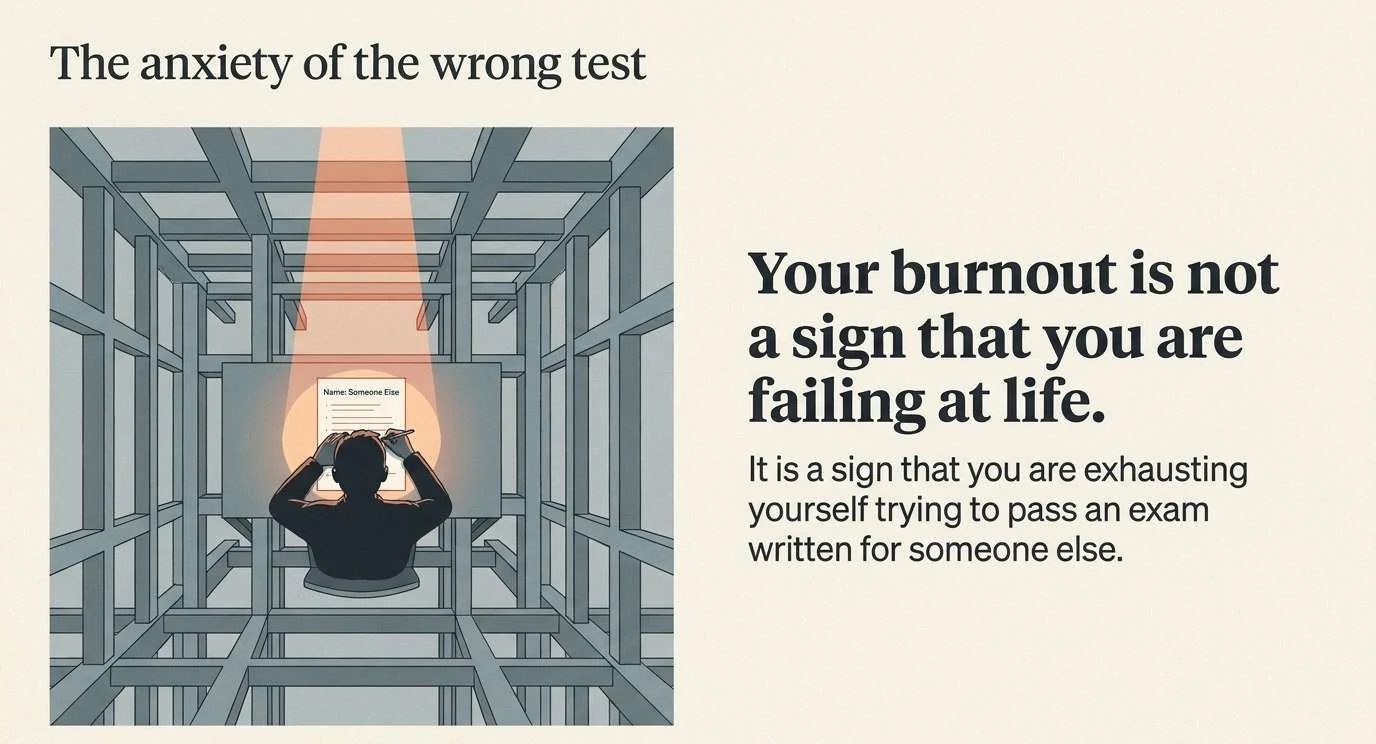 The anxiety of the wrong test
Name: Someone Else
Your burnout is not
a sign that you are
failing at life.
It is a sign that you are exhausting
yourself trying to pass an exam
written for someone else.